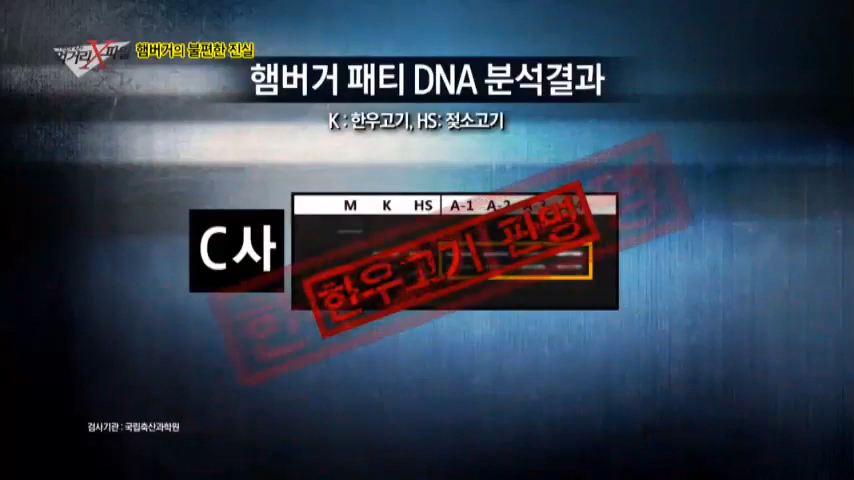 먹거리 X파일
햄버거의 불편한 진실
햄버거 패티 DNA 분석결과
K : 한우고기, HS: 젖소고기
M K HS A-1 A-2
C 사
한우고기 판명
검사기관 : 국립축산과학원